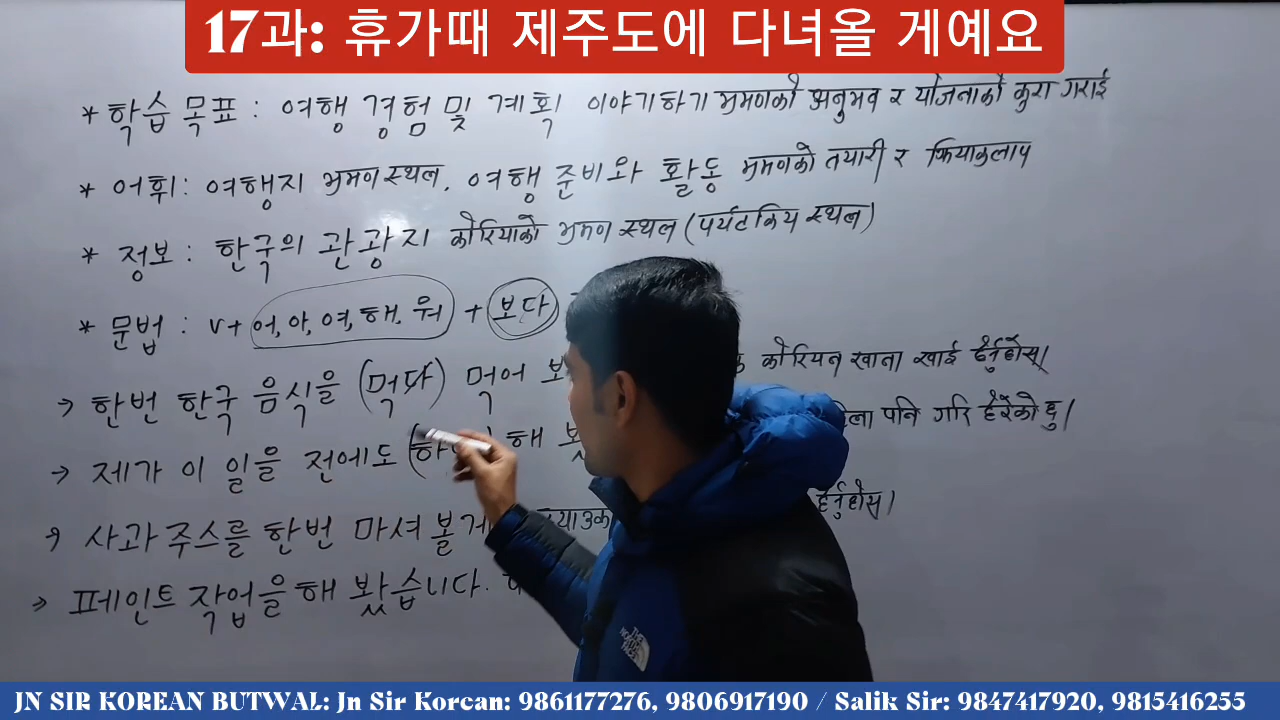 17과: 휴가때 제주도에 다녀올 게예요
* 학습 목표 : 여행 경험 및 계획 이야기하기 भ्रमणको अनुभव र योजनाको कुरा गराई
* 어휘 : 여행지 भ्रमण स्थल, 여행 준비와 활동 भ्रमणको तयारी र क्रियाकलाप
* 정보 : 한국의 관광지 कोरियाको भ्रमण स्थल (पर्यटकिय स्थल)
* 문법 : V+ 어, 아, 여, 해, 워 + 보다
→ 한번 한국 음식을 (먹다) 먹어 कोरियन खाना खाई हेर्नुहोस्।
→ 제가 이 일을 전에도 해 पनि गरि हेरेको छु।
→ 사과 주스를 한번 마셔 볼 हेर्नुहोस्।
→ 페인트 작업을 해 봤습니다.
THE NORTH FACE
JN SIR KOREAN BUTWAL: Jn Sir Korean: 9861177276, 9806917190 / Salik Sir: 9847417920, 9815416255